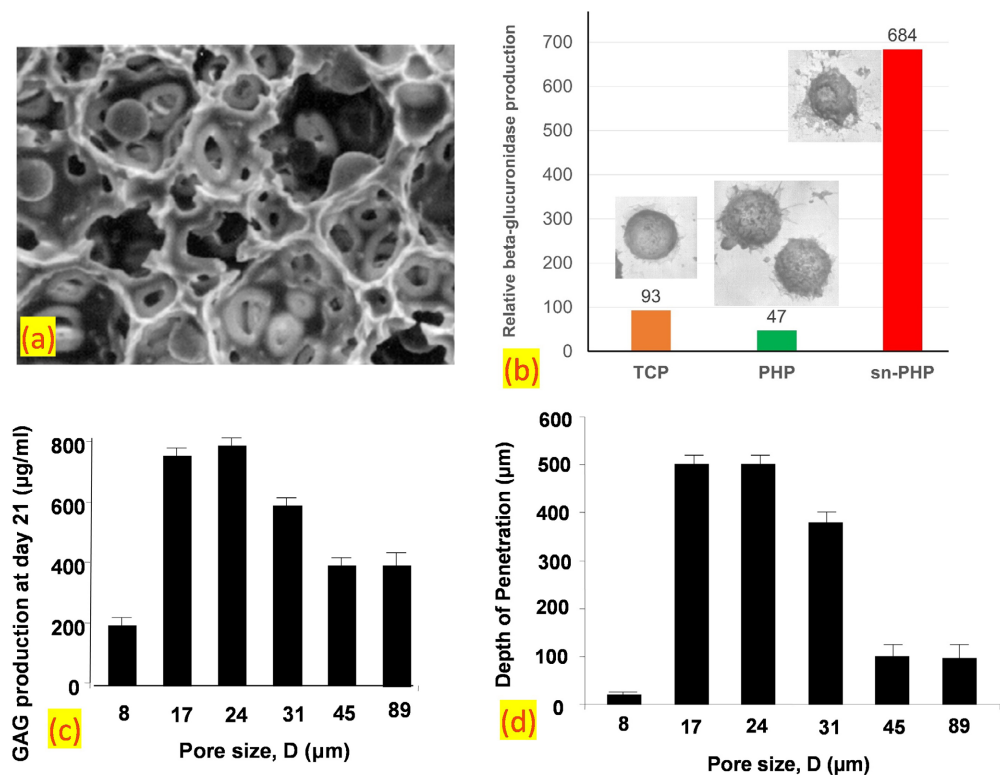 (a)
Relative beta-glucuronidase production
700
600
500
400
300
200
100
0
684
93
47
TCP PHP sn-PHP
(b)
GAG production at day 21 (µg/ml)
800
600
400
200
0
8 17 24 31 45 89
Pore size, D (µm)
(c)
Depth of Penetration (µm)
600
500
400
300
200
100
0
8 17 24 31 45 89
Pore size, D (µm)
(d)